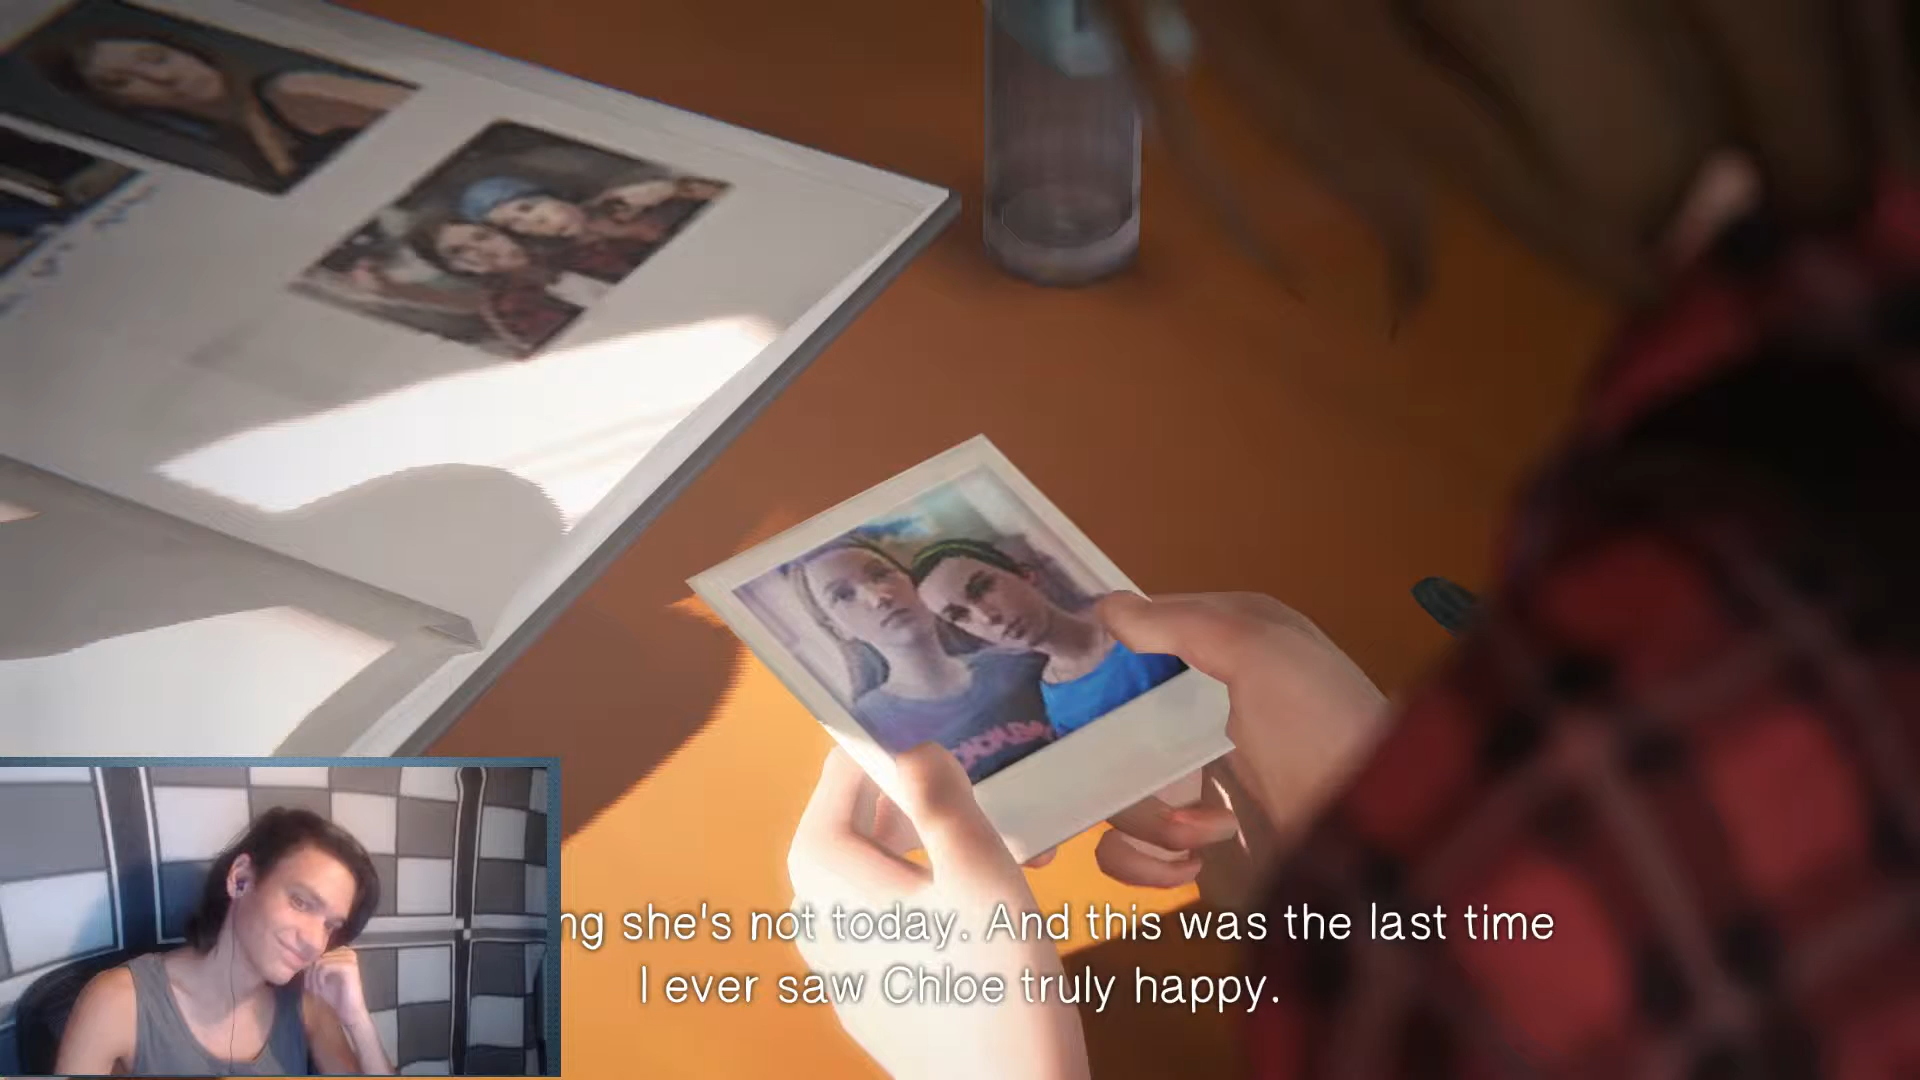 she's not today. And this was the last time
I ever saw Chloe truly happy.